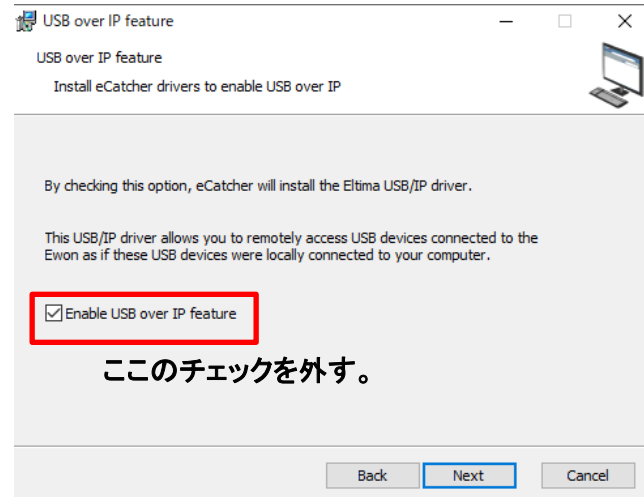 USB over IP feature
USB over IP feature
Install eCatcher drivers to enable USB over IP
By checking this option, eCatcher will install the Eltima USB/IP driver.
This USB/IP driver allows you to remotely access USB devices connected to the
Ewon as if these USB devices were locally connected to your computer.
Enable USB over IP feature
ここのチェックを外す。
Back Next Cancel